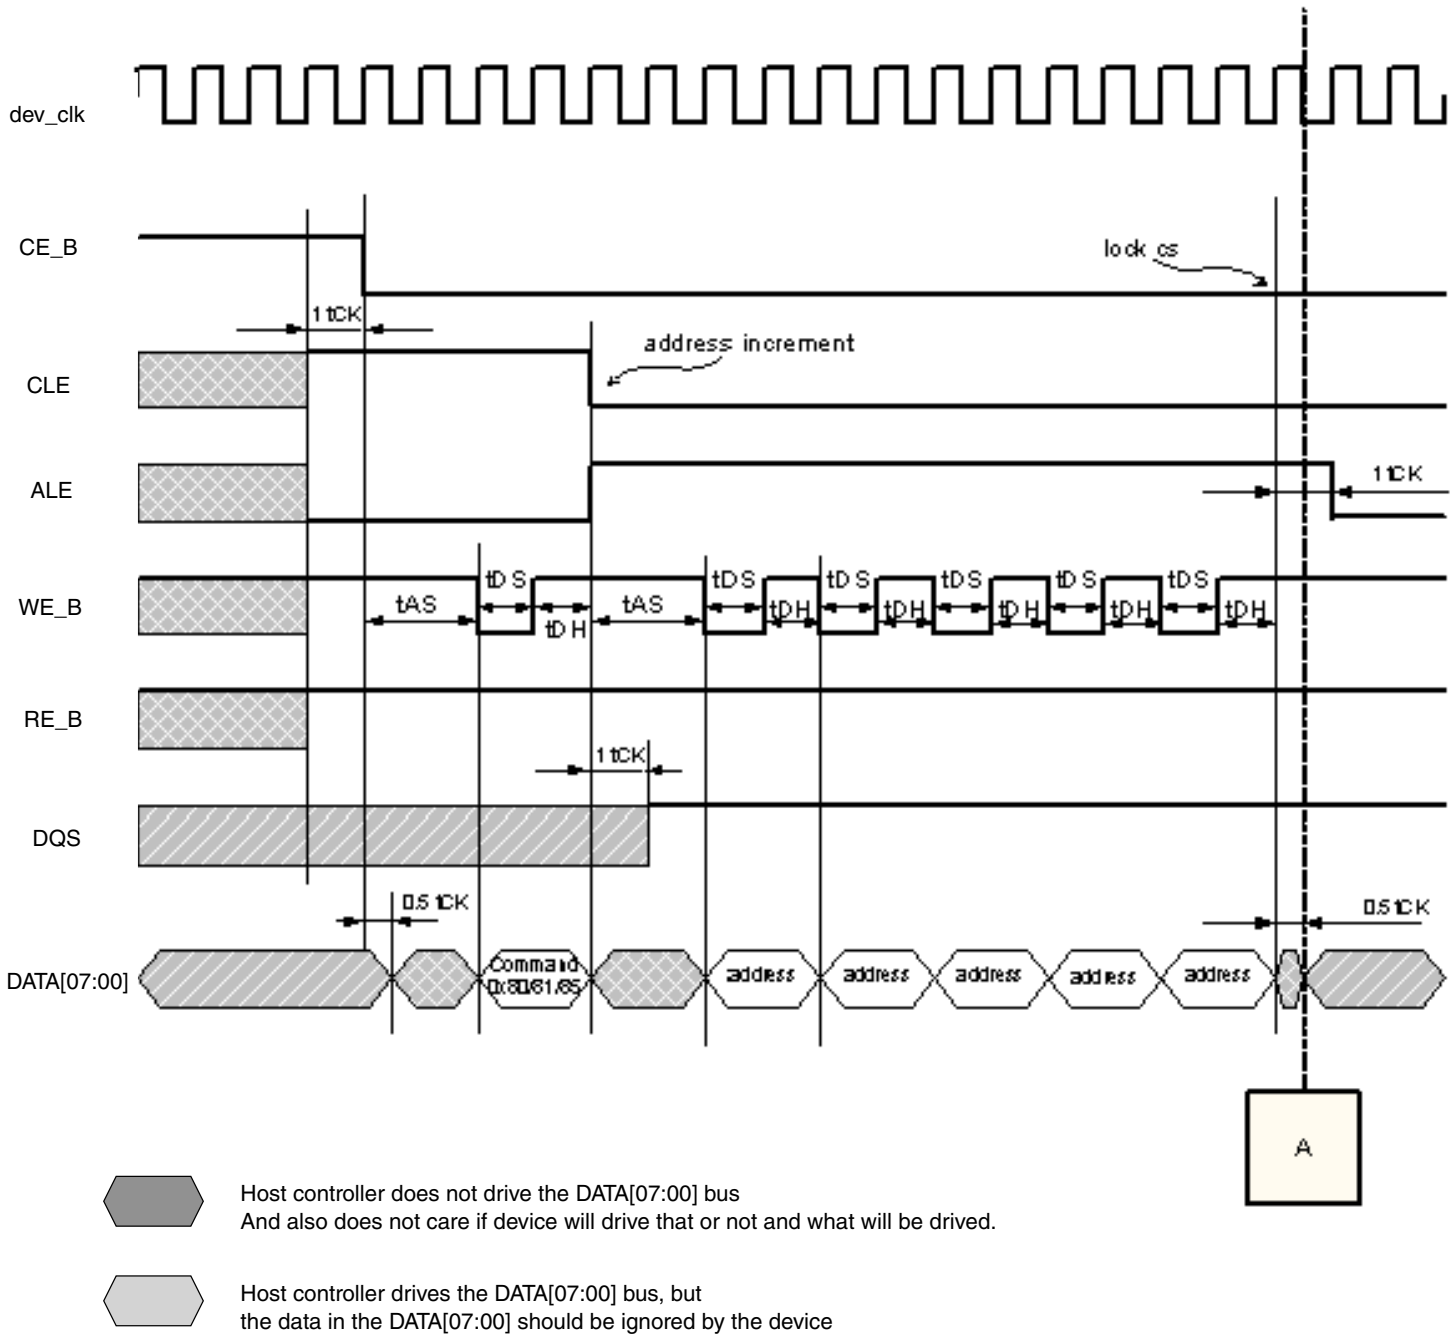 dev_clk
CE_B
lock cs
1 tCK
address increment
CLE
ALE
1 tCK
WE_B
tAS
tDS
tDH
tAS
tDS
tDH
tDS
tDH
tDS
tDH
tDS
tDH
tDS
tDH
RE_B
1 tCK
DQS
0.5 tCK
0.5 tCK
DATA[07:00]
Command
0x80/81/85
address
address
address
address
address
A
Host controller does not drive the DATA[07:00] bus
And also does not care if device will drive that or not and what will be drived.
Host controller drives the DATA[07:00] bus, but
the data in the DATA[07:00] should be ignored by the device